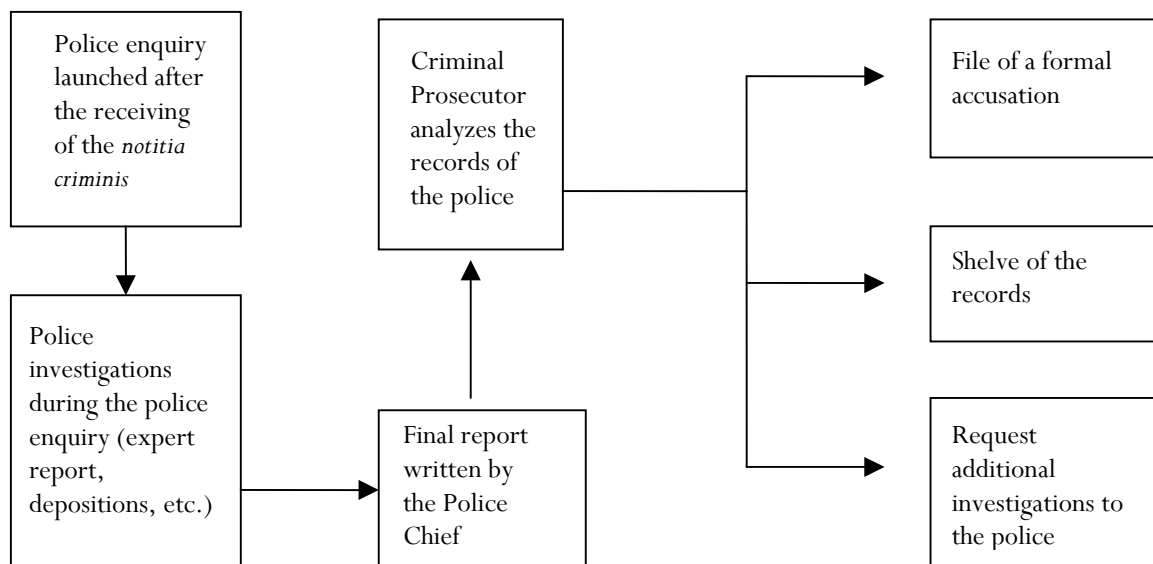 Police enquiry
launched after
the receiving
of the notitia
criminis
Police
investigations
during the police
enquiry (expert
report,
depositions, etc.)
Final report
written by
the Police
Chief
Criminal
Prosecutor
analyzes the
records of
the police
File of a formal
accusation
Shelve of the
records
Request
additional
investigations to
the police